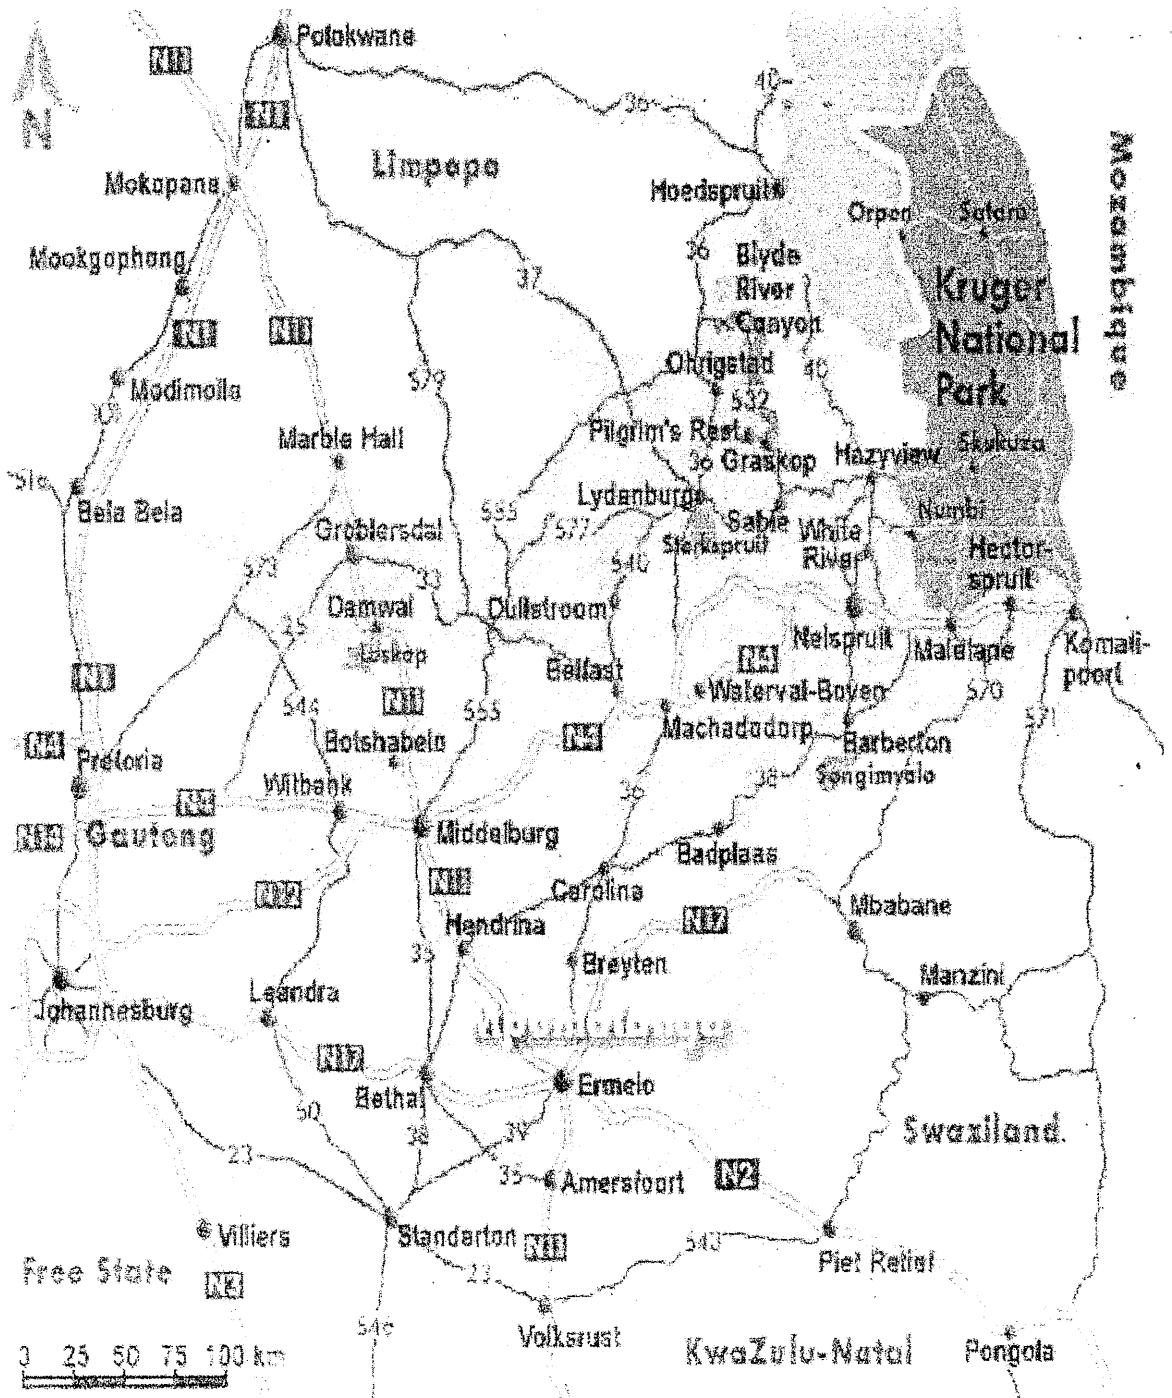 Polokwane
N11
40
36
N1
N
Limpopo
Mozambique
Mokopane
Hoedspruit
Orpen
Satara
36
Blyde
River
Canyon
Mookgophong
37
Kruger
National
Park
N1
N11
Ohrigstad
40
579
Modimolle
532
Marble Hall
Pilgrim's Rest
36
Graskop
Hazyview
Skukuza
Bela Bela
Lydenburg
555
577
Sabie
White
River
Numbi
Groblersdal
Sterkspruit
Hector-
spruit
573
33
540
Damwal
Dullstroom
25
Nelspruit
Malelane
Komati-
poort
Loskop
Belfast
N4
N1
N11
Waterval-Boven
570
544
555
571
Botshabelo
Machadodorp
Barberton
N4
N4
Pretoria
Songimvelo
Witbank
36
38
N4
N12
Gauteng
Middelburg
Badplaas
N12
N11
Carolina
Mbabane
Hendrina
N17
35
Breyten
Manzini
Leandra
Johannesburg
Mpumalanga
N17
Bethal
Ermelo
50
39
Swaziland
38
23
35
Amersfoort
N2
Villiers
Standerton
N11
543
Piet Retief
Free State
N3
23
Volksrust
KwaZulu-Natal
Pongola
0 25 50 75 100 km